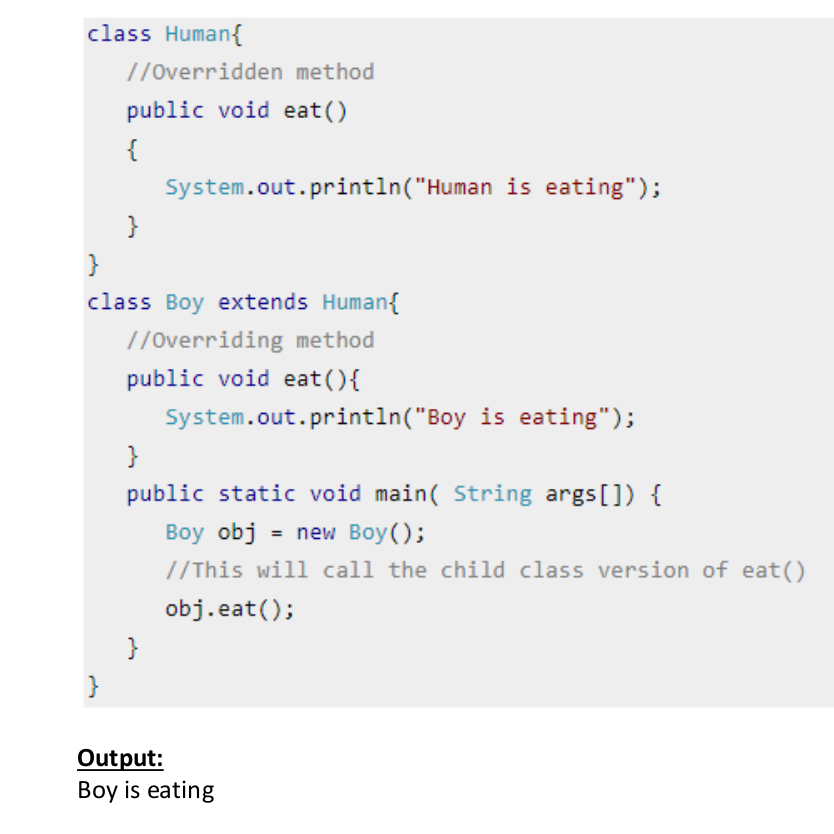 class Human{
   //Overridden method
   public void eat()
   {
      System.out.println("Human is eating");
   }
}
class Boy extends Human{
   //Overriding method
   public void eat(){
      System.out.println("Boy is eating");
   }
   public static void main( String args[]) {
      Boy obj = new Boy();
      //This will call the child class version of eat()
      obj.eat();
   }
}
Output:
Boy is eating